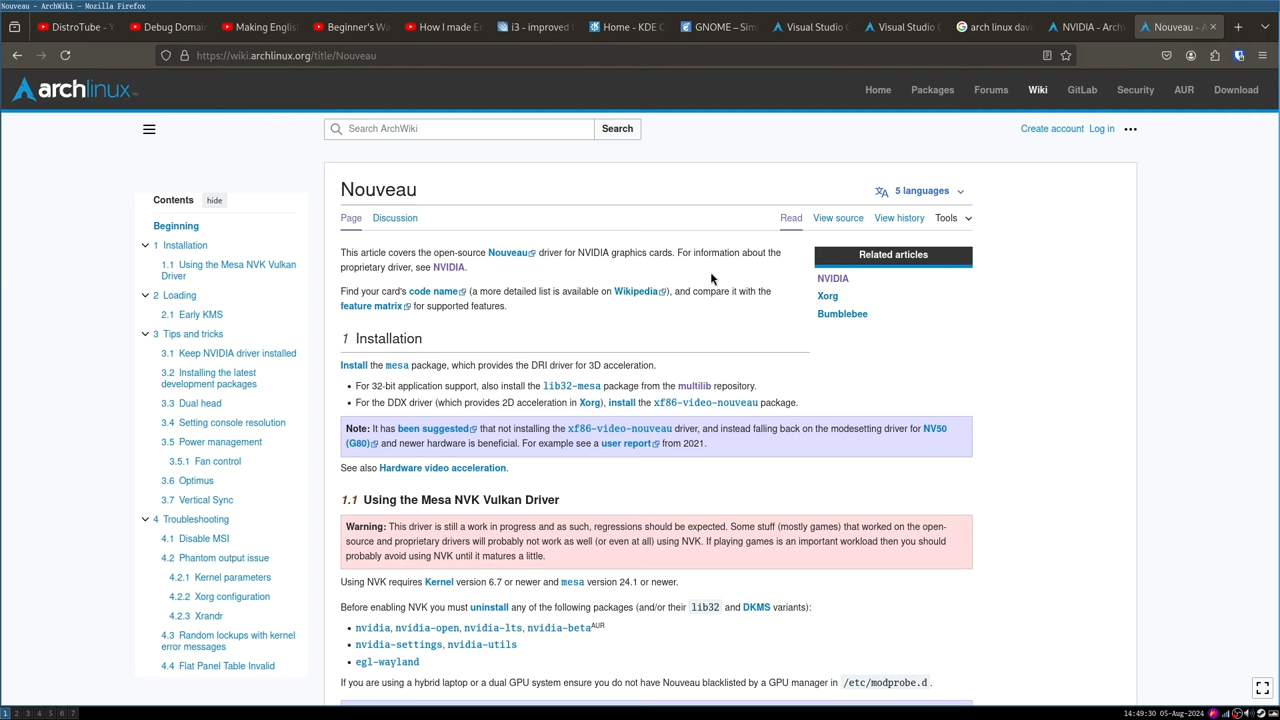 Nouveau - ArchWiki — Mozilla Firefox
DistroTube - Y
Debug Domai
Making Englis
Beginner's Wa
How I made E
i3 - improved
Home - KDE C
GNOME – Sim
Visual Studio C
Visual Studio C
arch linux davi
NVIDIA - Arch
Nouveau - A
https://wiki.archlinux.org/title/Nouveau
archlinux
Home Packages Forums Wiki GitLab Security AUR Download
Search ArchWiki Search
Create account Log in
Contents hide
Beginning
1 Installation
1.1 Using the Mesa NVK Vulkan
Driver
2 Loading
2.1 Early KMS
3 Tips and tricks
3.1 Keep NVIDIA driver installed
3.2 Installing the latest
development packages
3.3 Dual head
3.4 Setting console resolution
3.5 Power management
3.5.1 Fan control
3.6 Optimus
3.7 Vertical Sync
4 Troubleshooting
4.1 Disable MSI
4.2 Phantom output issue
4.2.1 Kernel parameters
4.2.2 Xorg configuration
4.2.3 Xrandr
4.3 Random lockups with kernel
error messages
4.4 Flat Panel Table Invalid
Nouveau
5 languages
Page Discussion
Read View source View history Tools
This article covers the open-source Nouveau driver for NVIDIA graphics cards. For information about the
proprietary driver, see NVIDIA.
Find your card's code name (a more detailed list is available on Wikipedia), and compare it with the
feature matrix for supported features.
Related articles
NVIDIA
Xorg
Bumblebee
1 Installation
Install the mesa package, which provides the DRI driver for 3D acceleration.
• For 32-bit application support, also install the lib32-mesa package from the multilib repository.
• For the DDX driver (which provides 2D acceleration in Xorg), install the xf86-video-nouveau package.
Note: It has been suggested that not installing the xf86-video-nouveau driver, and instead falling back on the modesetting driver for NV50
(G80) and newer hardware is beneficial. For example see a user report from 2021.
See also Hardware video acceleration.
1.1 Using the Mesa NVK Vulkan Driver
Warning: This driver is still a work in progress and as such, regressions should be expected. Some stuff (mostly games) that worked on the open-
source and proprietary drivers will probably not work as well (or even at all) using NVK. If playing games is an important workload then you should
probably avoid using NVK until it matures a little.
Using NVK requires Kernel version 6.7 or newer and mesa version 24.1 or newer.
Before enabling NVK you must uninstall any of the following packages (and/or their lib32 and DKMS variants):
• nvidia, nvidia-open, nvidia-lts, nvidia-betaAUR
• nvidia-settings, nvidia-utils
• egl-wayland
If you are using a hybrid laptop or a dual GPU system ensure you do not have Nouveau blacklisted by a GPU manager in /etc/modprobe.d .
1 2 3 4 5 6 7
14:49:30 05-Aug-2024